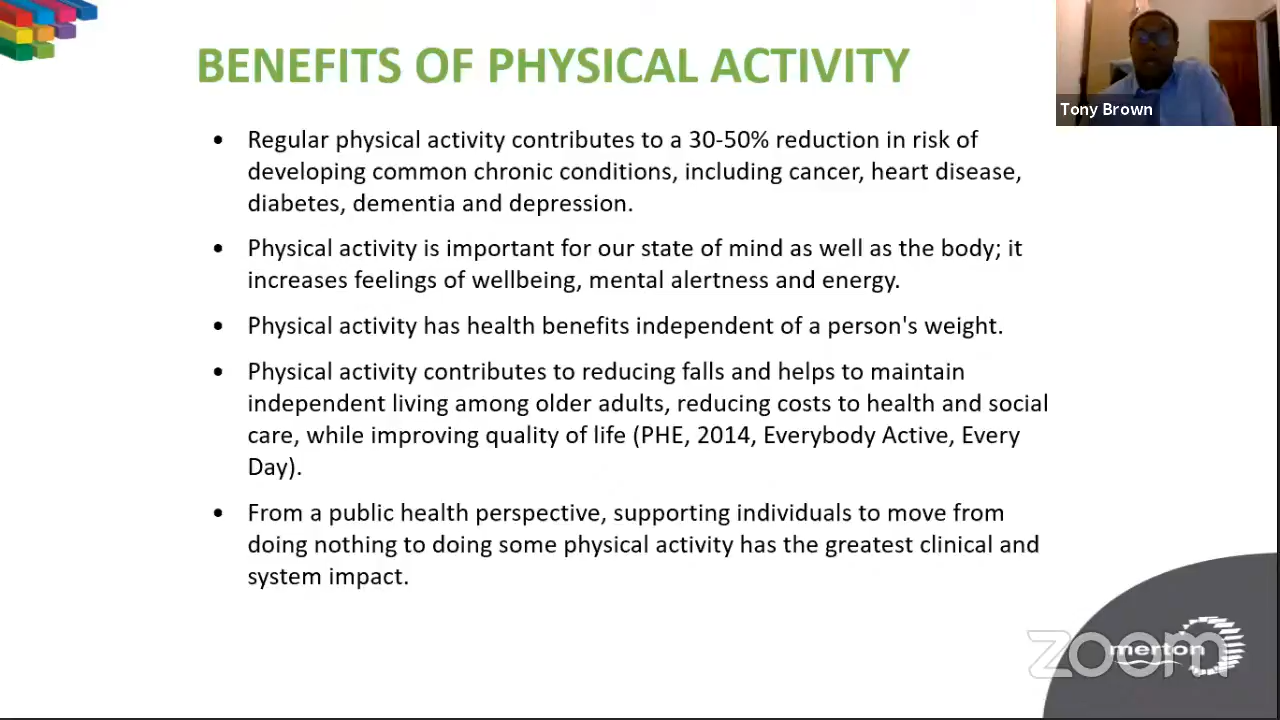 BENEFITS OF PHYSICAL ACTIVITY
Tony Brown
• Regular physical activity contributes to a 30-50% reduction in risk of
developing common chronic conditions, including cancer, heart disease,
diabetes, dementia and depression.
• Physical activity is important for our state of mind as well as the body; it
increases feelings of wellbeing, mental alertness and energy.
• Physical activity has health benefits independent of a person's weight.
• Physical activity contributes to reducing falls and helps to maintain
independent living among older adults, reducing costs to health and social
care, while improving quality of life (PHE, 2014, Everybody Active, Every
Day).
• From a public health perspective, supporting individuals to move from
doing nothing to doing some physical activity has the greatest clinical and
system impact.
zoom
merton